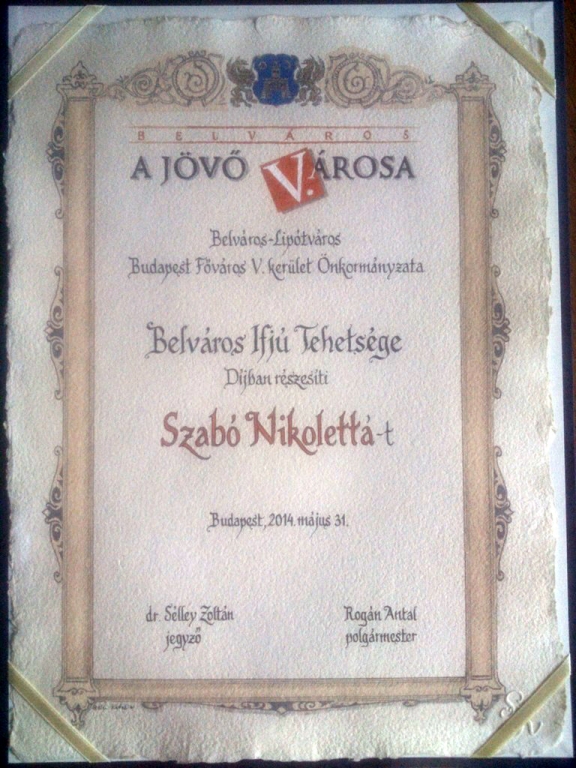 BELVÁROS
A JÖVŐ V.ÁROSA
Belváros-Lipótváros
Budapest Főváros V. kerület Önkormányzata
Belváros Ifjú Tehetsége
Díjban részesíti
Szabó Nikolettá-t
Budapest, 2014. május 31.
dr. Sélley Zoltán Rogán Antal
jegyző polgármester